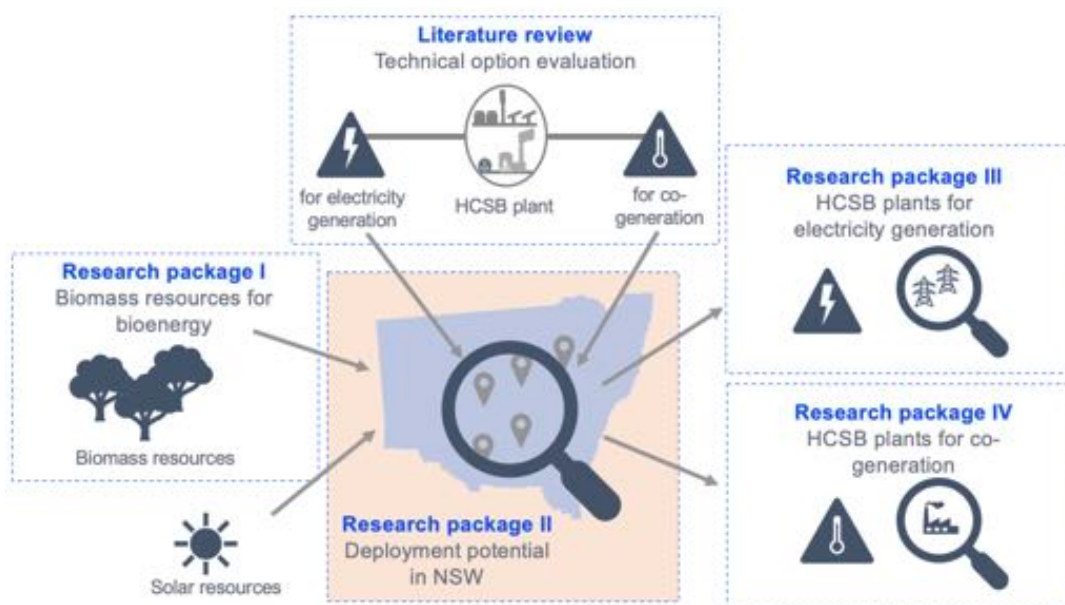 Literature review
Technical option evaluation
for electricity
generation
HCSB plant
for co-
generation
Research package I
Biomass resources for
bioenergy
Biomass resources
Solar resources
Research package II
Deployment potential
in NSW
Research package III
HCSB plants for
electricity generation
Research package IV
HCSB plants for co-
generation